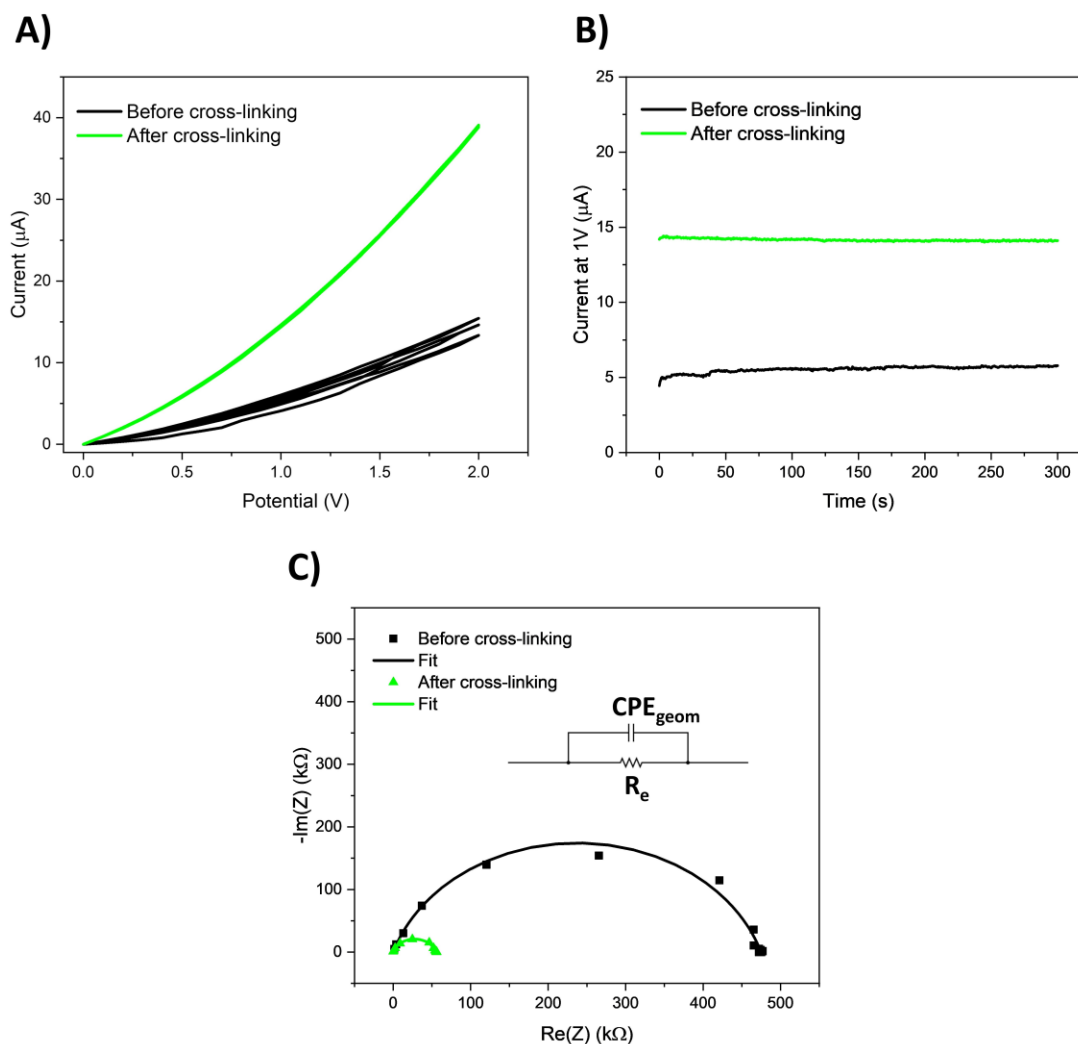 A)
Before cross-linking
After cross-linking
40
30
20
10
0
Current (μA)
0.0 0.5 1.0 1.5 2.0
Potential (V)
B)
25
Before cross-linking
After cross-linking
20
15
10
5
0
Current at 1V (μA)
0 50 100 150 200 250 300
Time (s)
C)
500
Before cross-linking
Fit
After cross-linking
Fit
400
300
200
100
0
-Im(Z) (kΩ)
CPEgeom
Re
0 100 200 300 400 500
Re(Z) (kΩ)